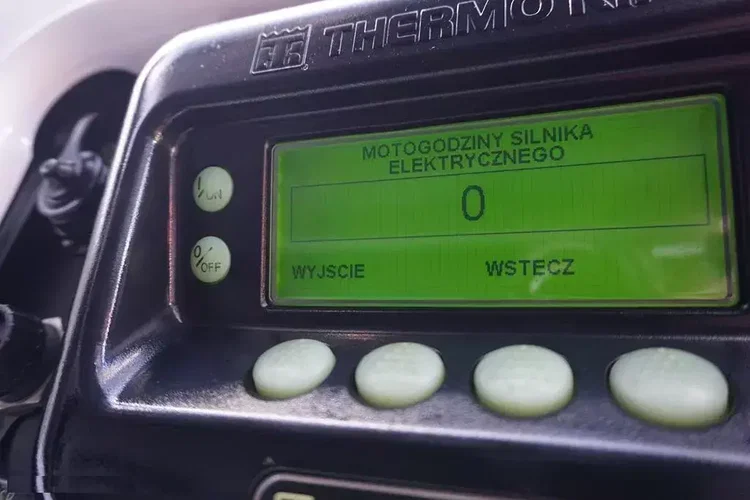 THERMO
MOTOGODZINY SILNIKA
ELEKTRYCZNEGO
0
I/ON
0/OFF
WYJSCIE WSTECZ